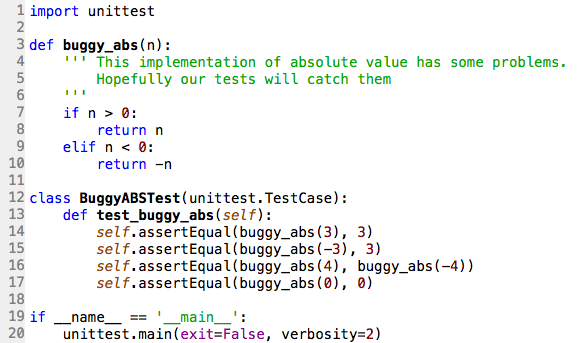 1 import unittest
2
3 def buggy_abs(n):
4     ''' This implementation of absolute value has some problems.
5         Hopefully our tests will catch them
6     '''
7     if n > 0:
8         return n
9     elif n < 0:
10         return -n
11
12 class BuggyABSTest(unittest.TestCase):
13     def test_buggy_abs(self):
14         self.assertEqual(buggy_abs(3), 3)
15         self.assertEqual(buggy_abs(-3), 3)
16         self.assertEqual(buggy_abs(4), buggy_abs(-4))
17         self.assertEqual(buggy_abs(0), 0)
18
19 if __name__ == '__main__':
20     unittest.main(exit=False, verbosity=2)